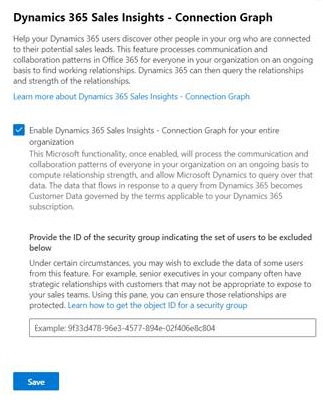 Dynamics 365 Sales Insights - Connection Graph
Help your Dynamics 365 users discover other people in your org who are connected
to their potential sales leads. This feature processes communication and
collaboration patterns in Office 365 for everyone in your organization on an ongoing
basis to find working relationships. Dynamics 365 can then query the relationships
and strength of the relationships.
Learn more about Dynamics 365 Sales Insights - Connection Graph
Enable Dynamics 365 Sales Insights - Connection Graph for your entire
organization
This Microsoft functionality, once enabled, will process the communication and
collaboration patterns of everyone in your organization on an ongoing basis to
compute relationship strength, and allow Microsoft Dynamics to query over that
data. The data that flows in response to a query from Dynamics 365 becomes
Customer Data governed by the terms applicable to your Dynamics 365
subscription.
Provide the ID of the security group indicating the set of users to be excluded
below
Under certain circumstances, you may wish to exclude the data of some users
from this feature. For example, senior executives in your company often have
strategic relationships with customers that may not be appropriate to expose to
your sales teams. Using this pane, you can ensure those relationships are
protected. Learn how to get the object ID for a security group
Example: 9f33d478-96e3-4577-894e-02f406e8c804
Save